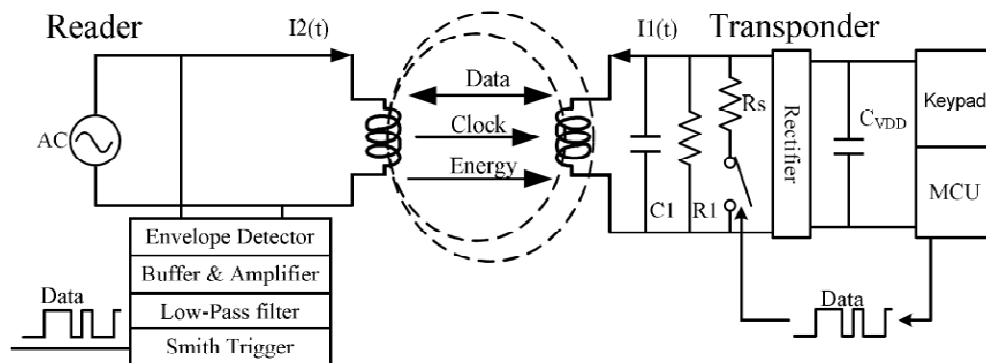 Reader
I2(t)
I1(t)
Transponder
Data
Clock
Energy
AC
C1
R1
Rs
Rectifier
CVDD
Keypad
MCU
Envelope Detector
Buffer & Amplifier
Low-Pass filter
Smith Trigger
Data
Data